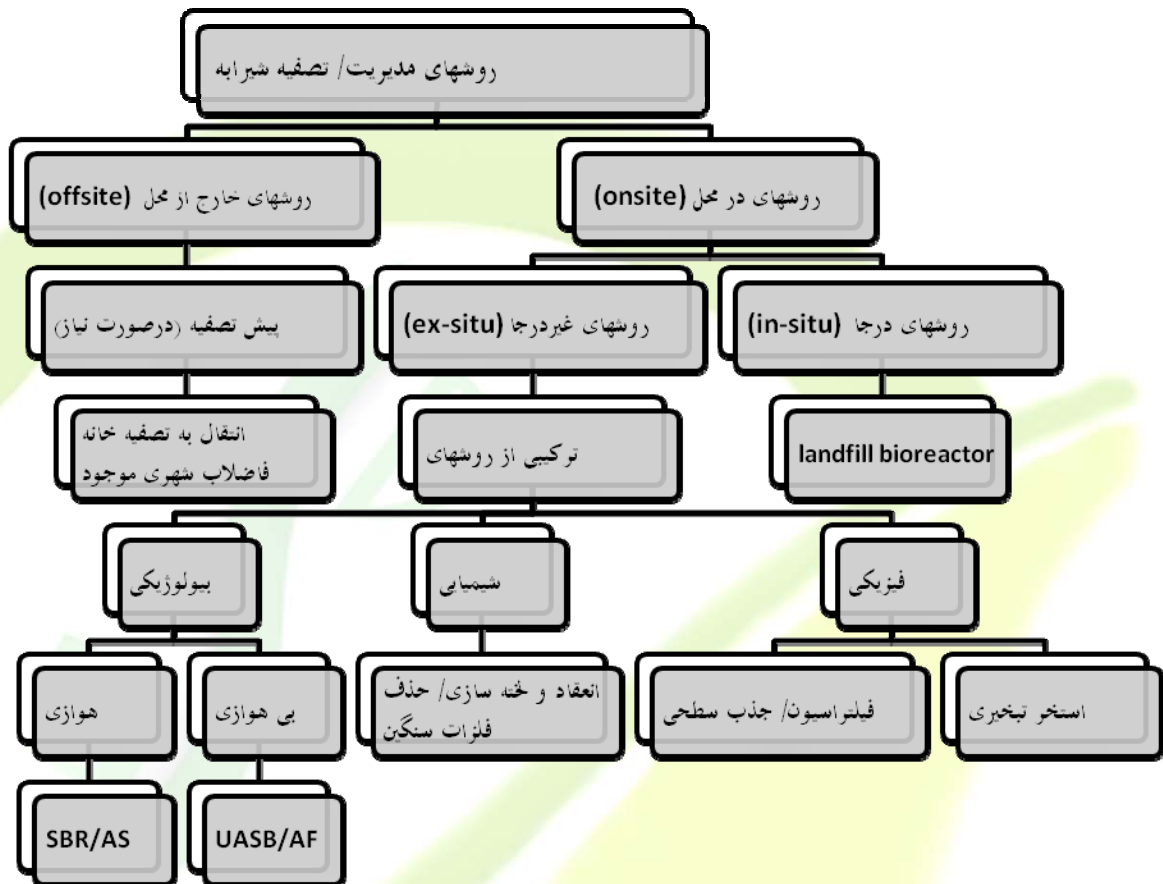 روشهای مدیریت/ تصفیه شیرابه
روشهای در محل (onsite)
روشهای خارج از محل (offsite)
روشهای درجا (in-situ)
روشهای غیردرجا (ex-situ)
پیش تصفیه (درصورت نیاز)
landfill bioreactor
ترکیبی از روشهای
انتقال به تصفیه خانه
فاضلاب شهری موجود
فیزیکی
شیمیایی
بیولوژیکی
استخر تبخیری
فیلتراسیون/ جذب سطحی
انعقاد و لخته سازی/ حذف
فلزات سنگین
بی هوازی
هوازی
UASB/AF
SBR/AS